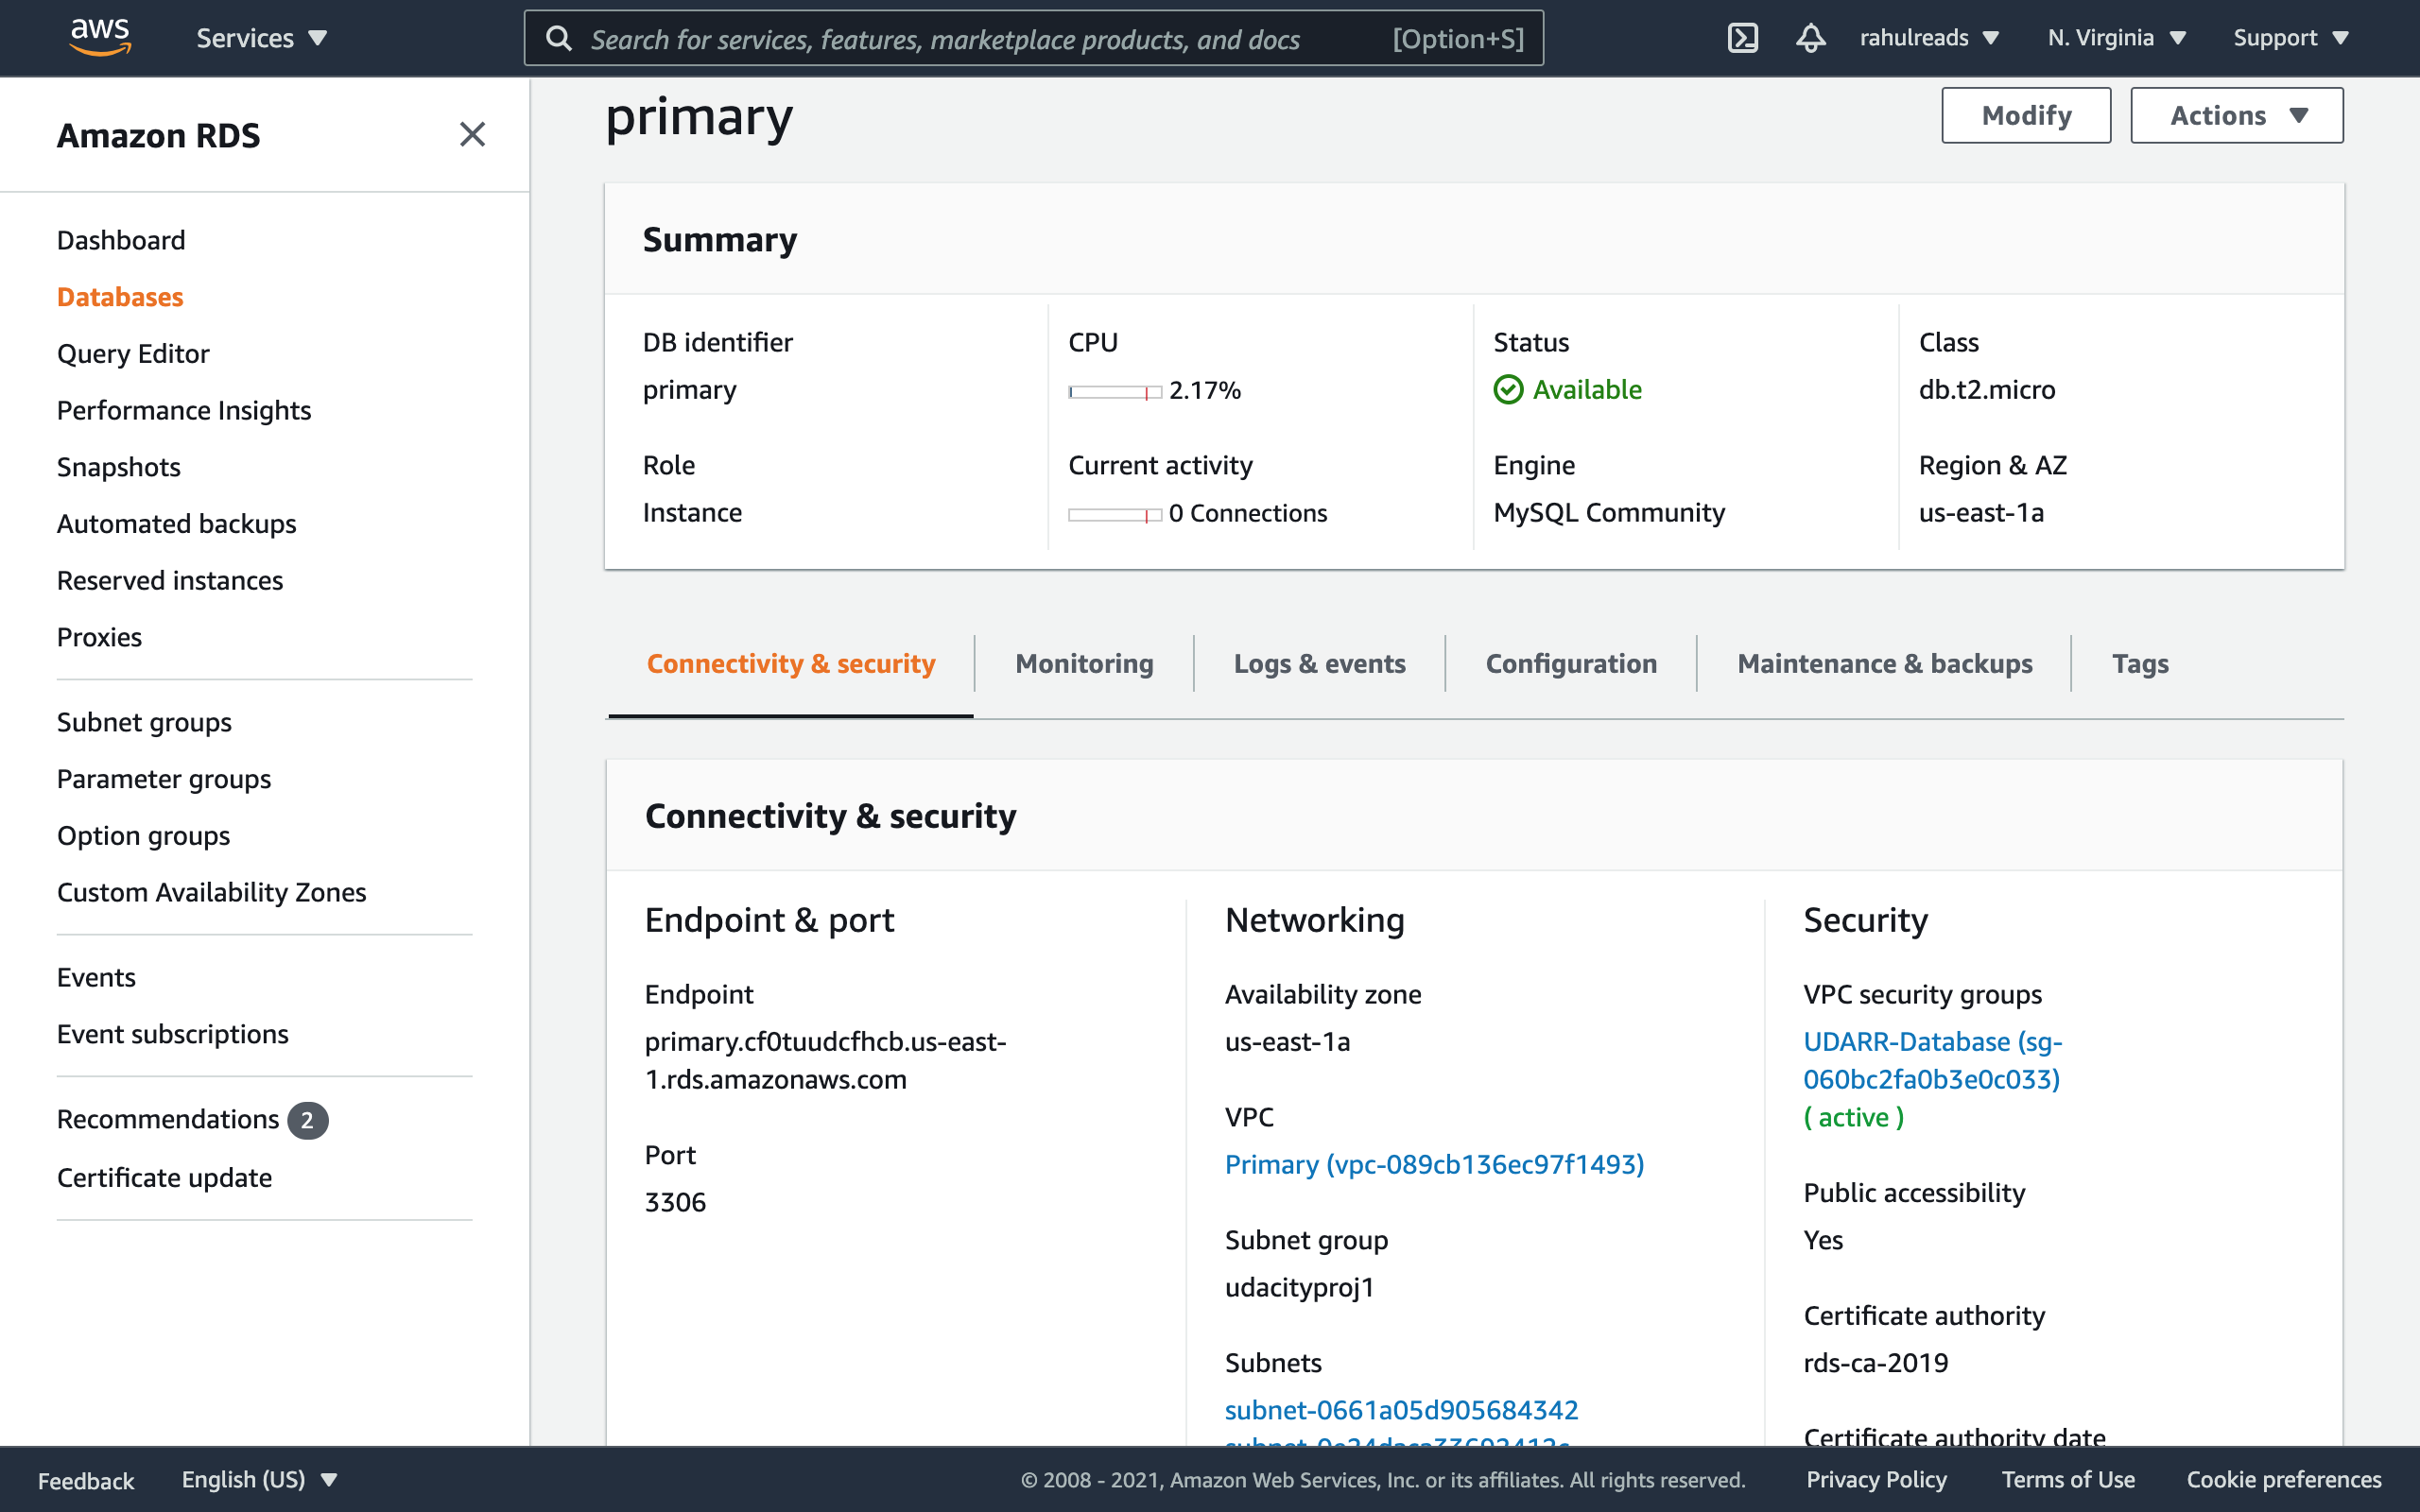 aws
Services
Search for services, features, marketplace products, and docs
[Option+S]
rahulreads
N. Virginia
Support
Amazon RDS
Dashboard
Databases
Query Editor
Performance Insights
Snapshots
Automated backups
Reserved instances
Proxies
Subnet groups
Parameter groups
Option groups
Custom Availability Zones
Events
Event subscriptions
Recommendations 2
Certificate update
primary
Modify
Actions
Summary
DB identifier
primary
CPU
2.17%
Status
Available
Class
db.t2.micro
Role
Instance
Current activity
0 Connections
Engine
MySQL Community
Region & AZ
us-east-1a
Connectivity & security
Monitoring
Logs & events
Configuration
Maintenance & backups
Tags
Connectivity & security
Endpoint & port
Endpoint
primary.cf0tuudcfhcb.us-east-
1.rds.amazonaws.com
Port
3306
Networking
Availability zone
us-east-1a
VPC
Primary (vpc-089cb136ec97f1493)
Subnet group
udacityproj1
Subnets
subnet-0661a05d905684342
Security
VPC security groups
UDARR-Database (sg-
060bc2fa0b3e0c033)
( active )
Public accessibility
Yes
Certificate authority
rds-ca-2019
Certificate authority date
Feedback
English (US)
© 2008 - 2021, Amazon Web Services, Inc. or its affiliates. All rights reserved.
Privacy Policy
Terms of Use
Cookie preferences